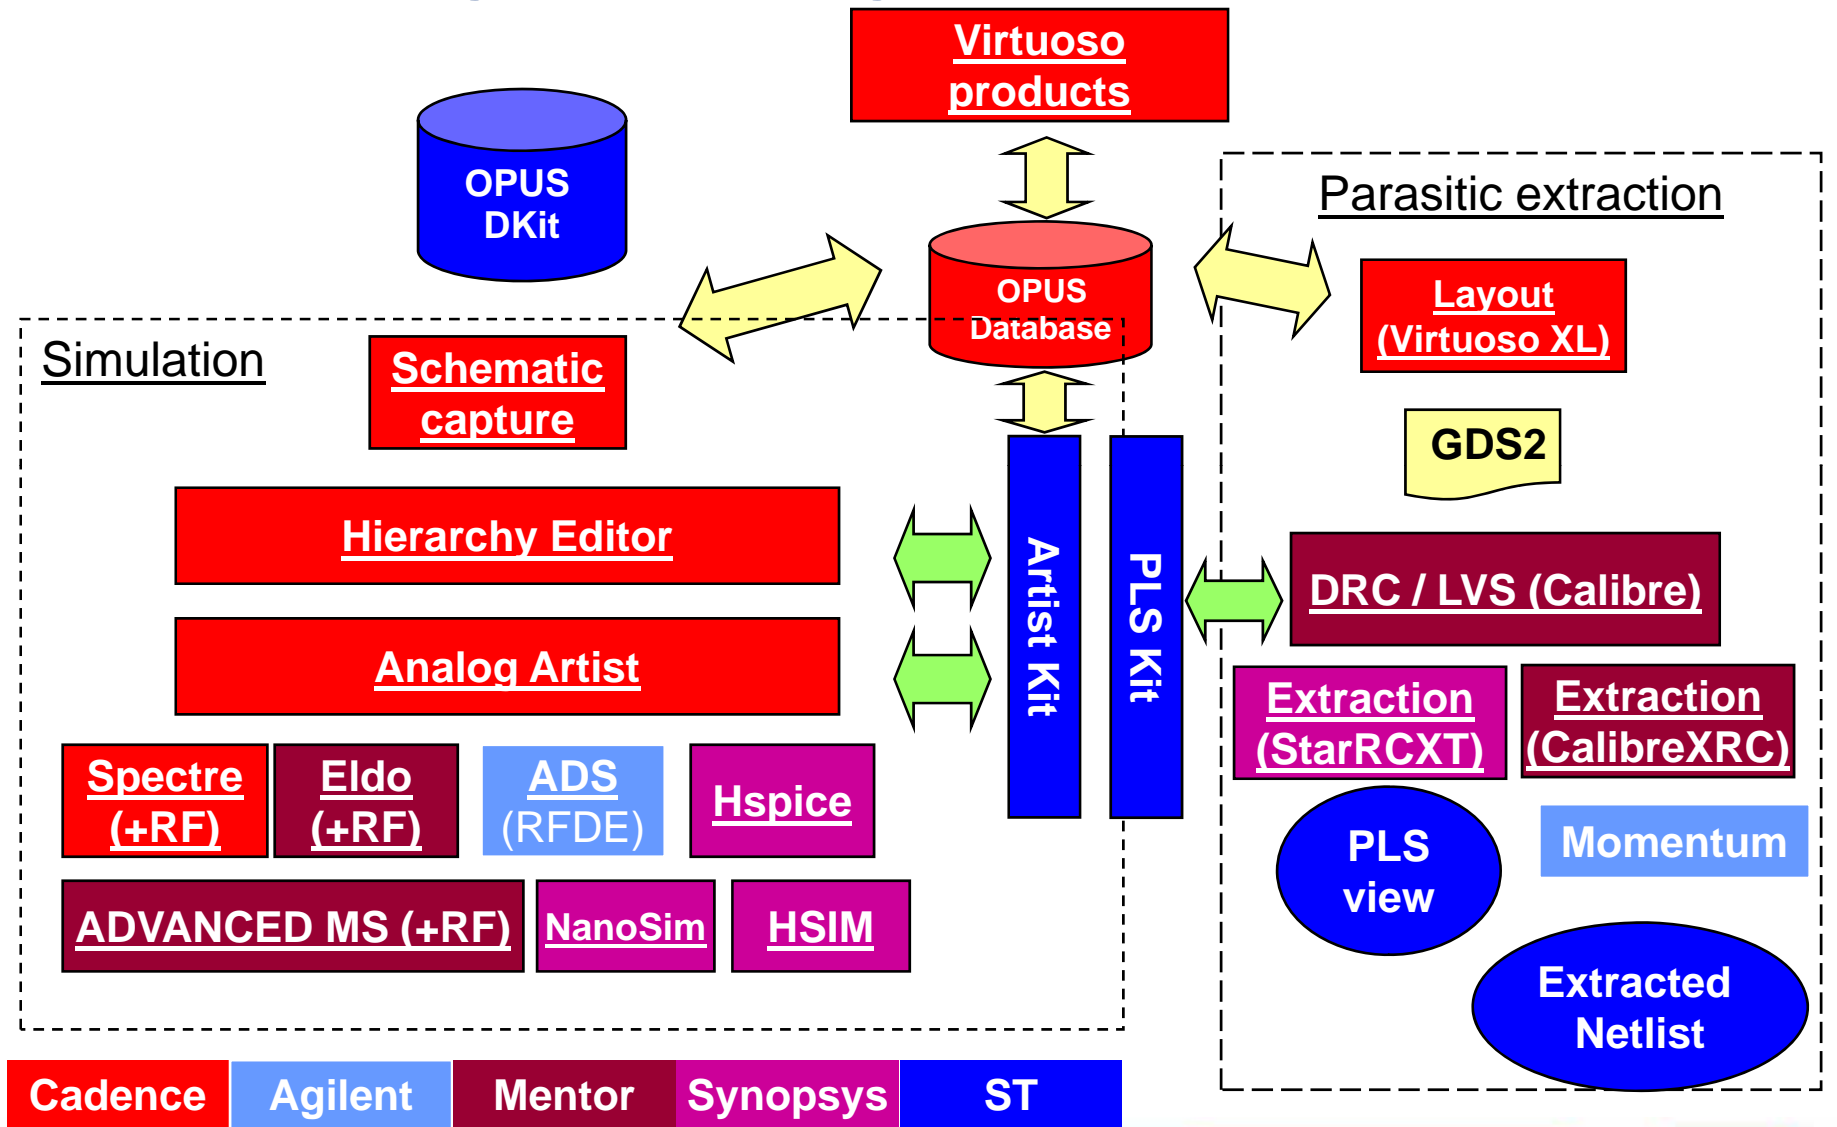 Virtuoso
products
OPUS
DKit
Parasitic extraction
OPUS
Database
Layout
(Virtuoso XL)
Simulation
Schematic
capture
GDS2
Hierarchy Editor
Artist Kit
PLS Kit
DRC / LVS (Calibre)
Analog Artist
Extraction
(StarRCXT)
Extraction
(CalibreXRC)
Spectre
(+RF)
Eldo
(+RF)
ADS
(RFDE)
Hspice
PLS
view
Momentum
ADVANCED MS (+RF)
NanoSim
HSIM
Extracted
Netlist
Cadence
Agilent
Mentor
Synopsys
ST